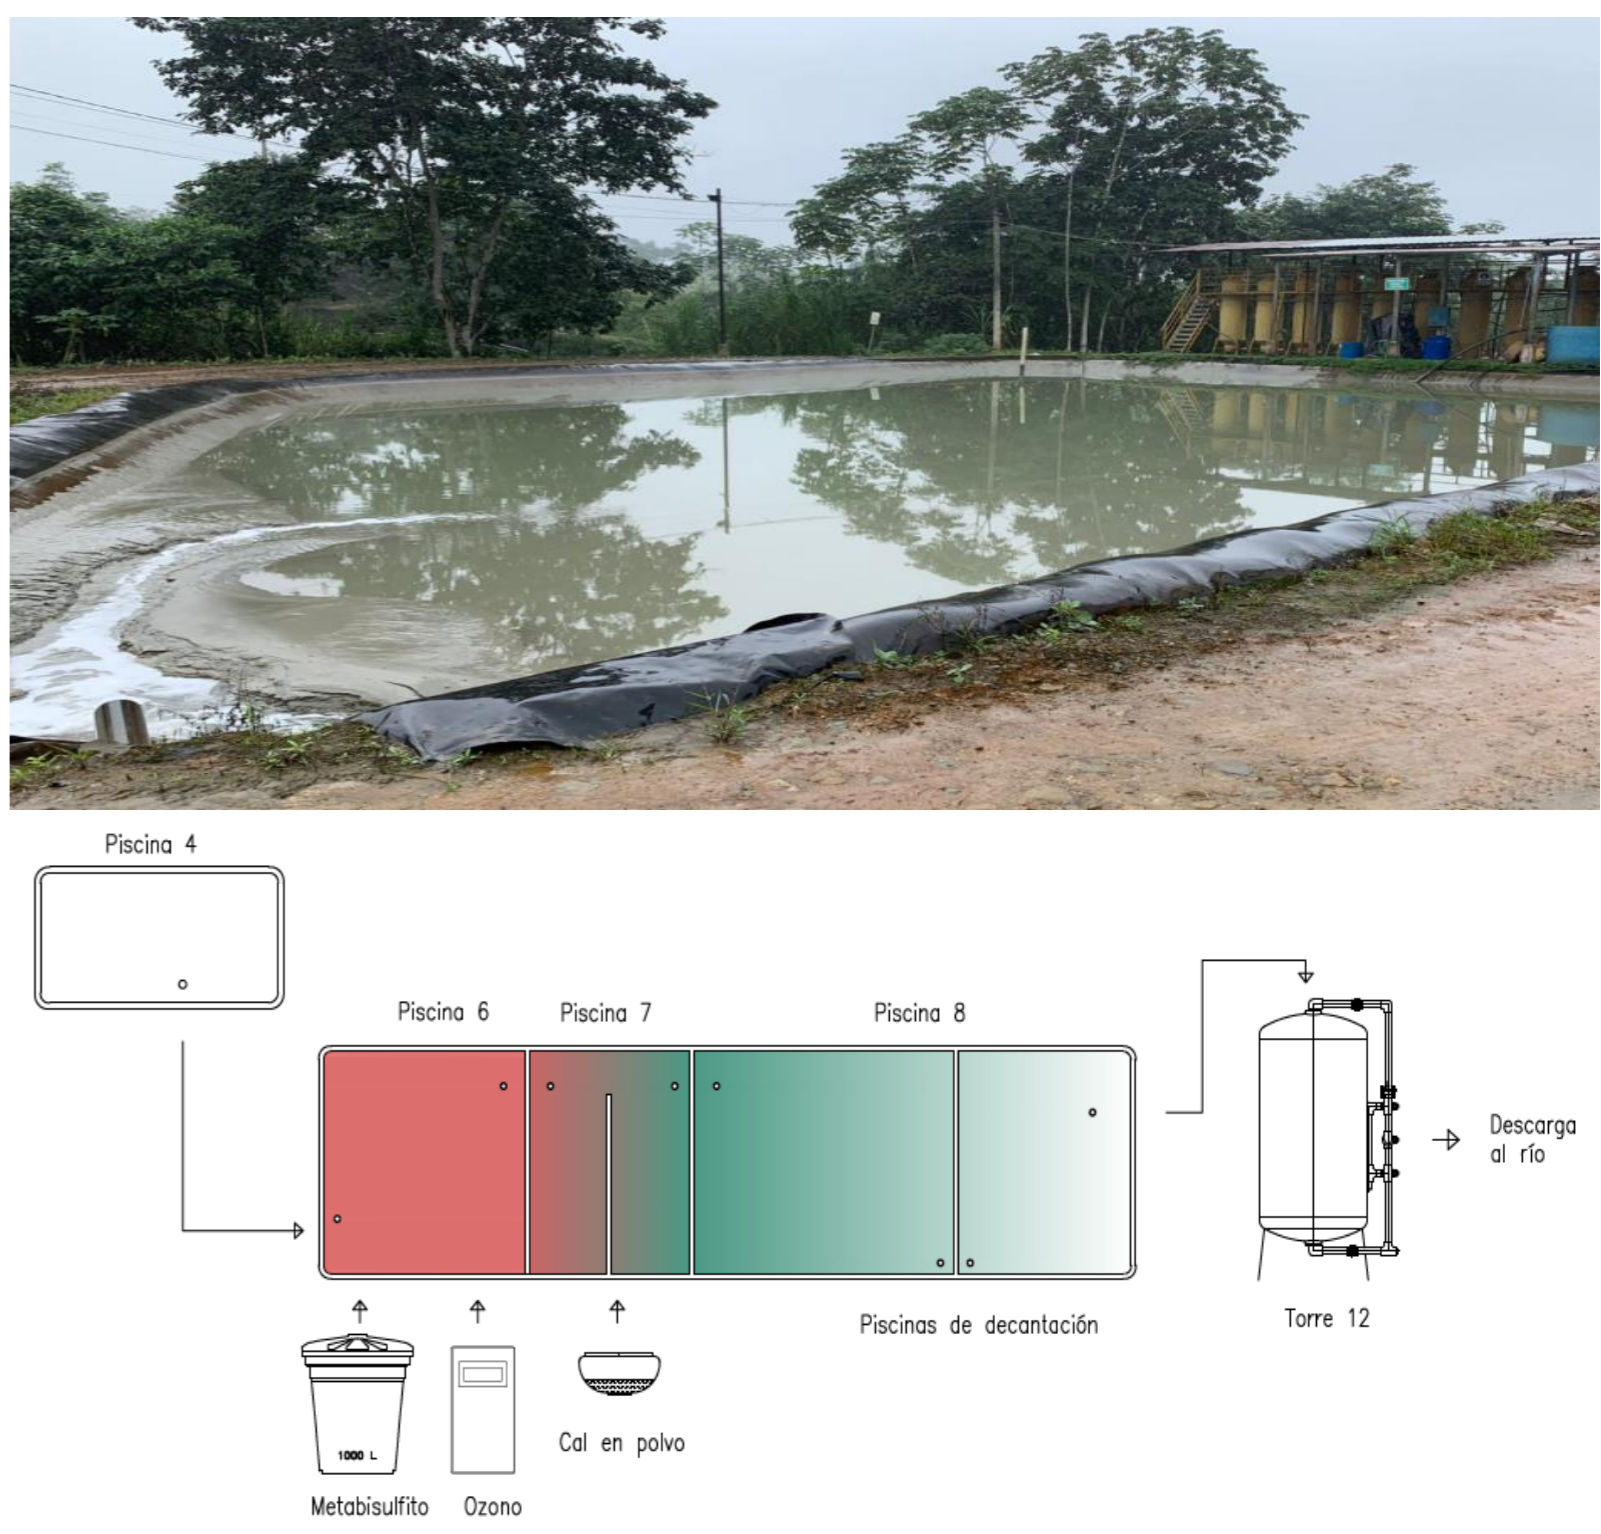 Piscina 4
Piscina 6
Piscina 7
Piscina 8
Descarga
al río
Piscinas de decantación
Torre 12
1000 L
Cal en polvo
Metabisulfito
Ozono